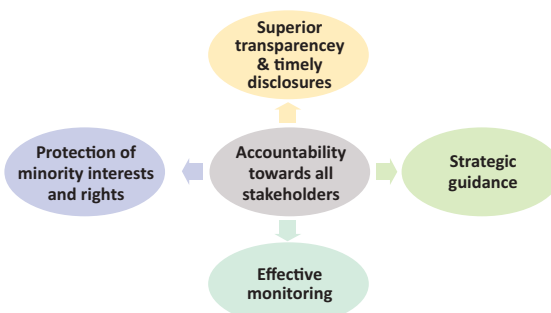 Superior
transparencey
& timely
disclosures
Protection of
minority interests
and rights
Accountability
towards all
stakeholders
Strategic
guidance
Effective
monitoring